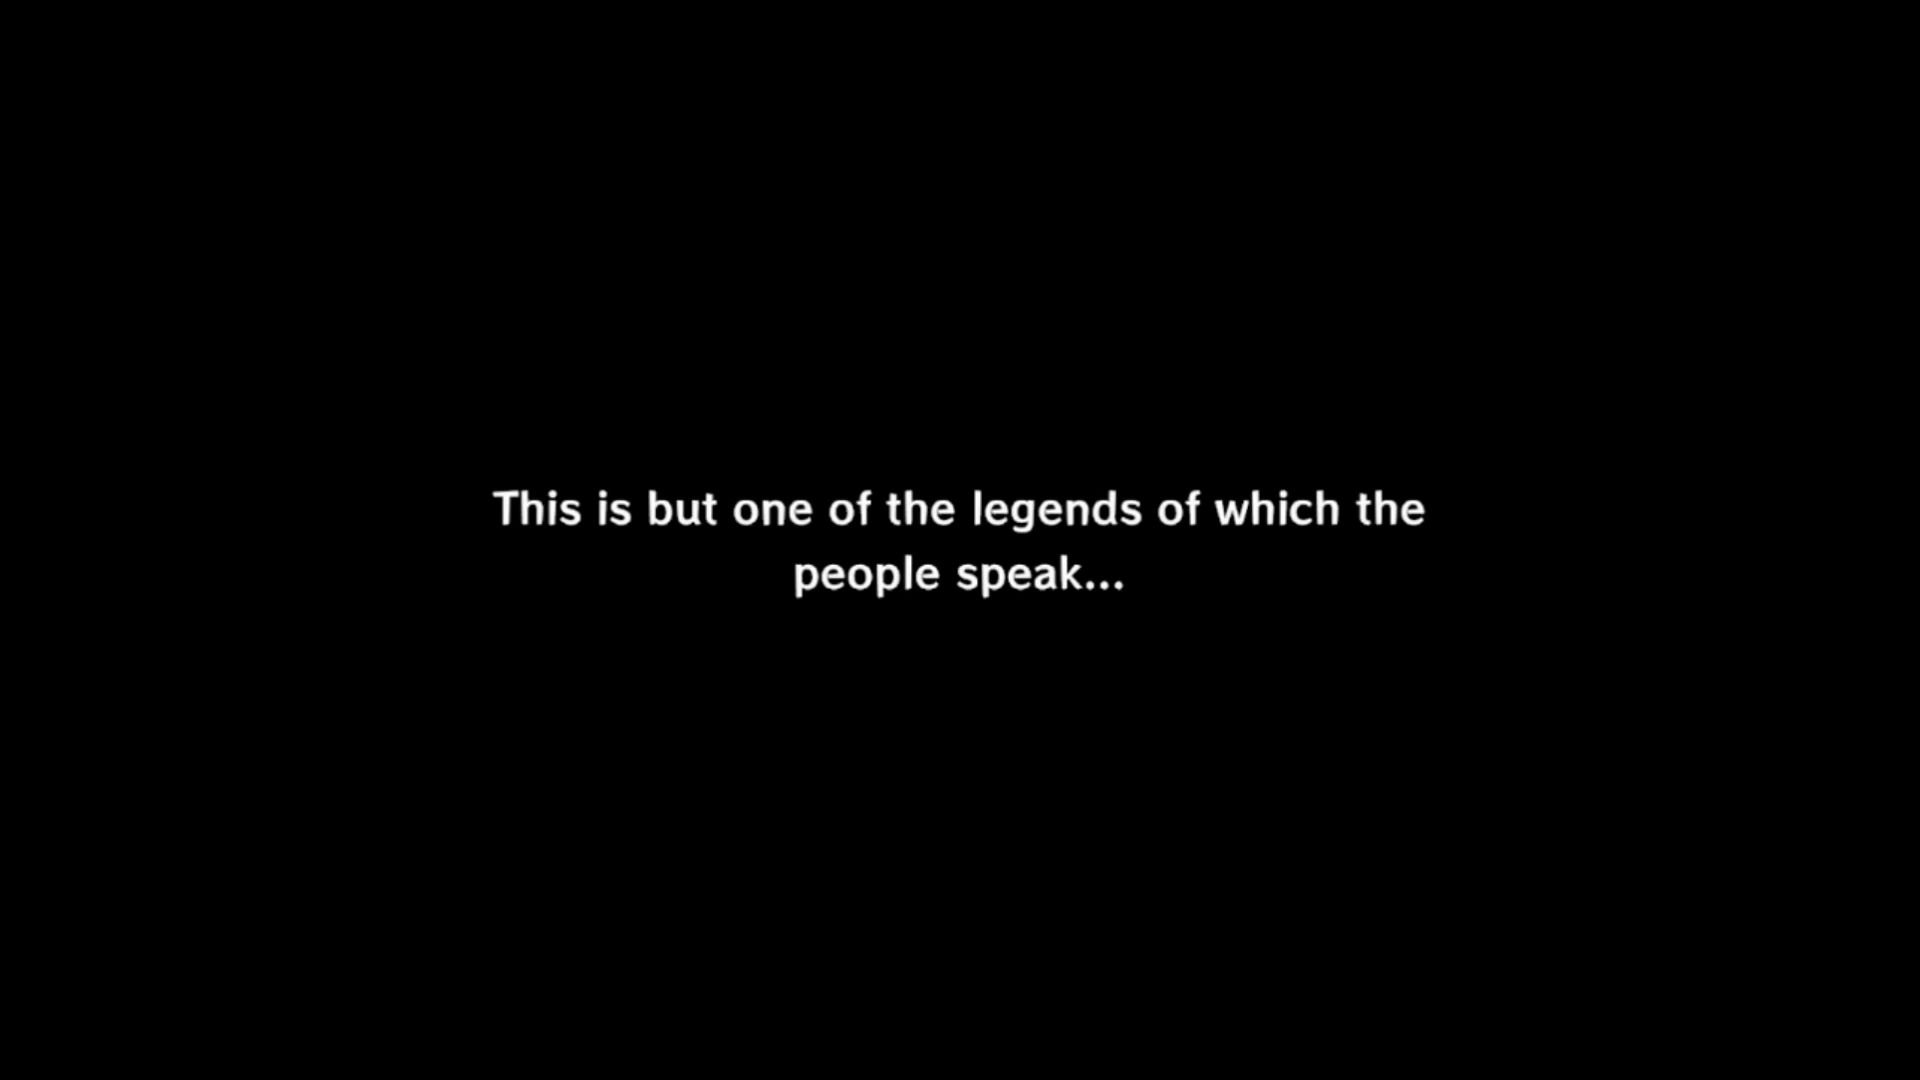 This is but one of the legends of which the
people speak...